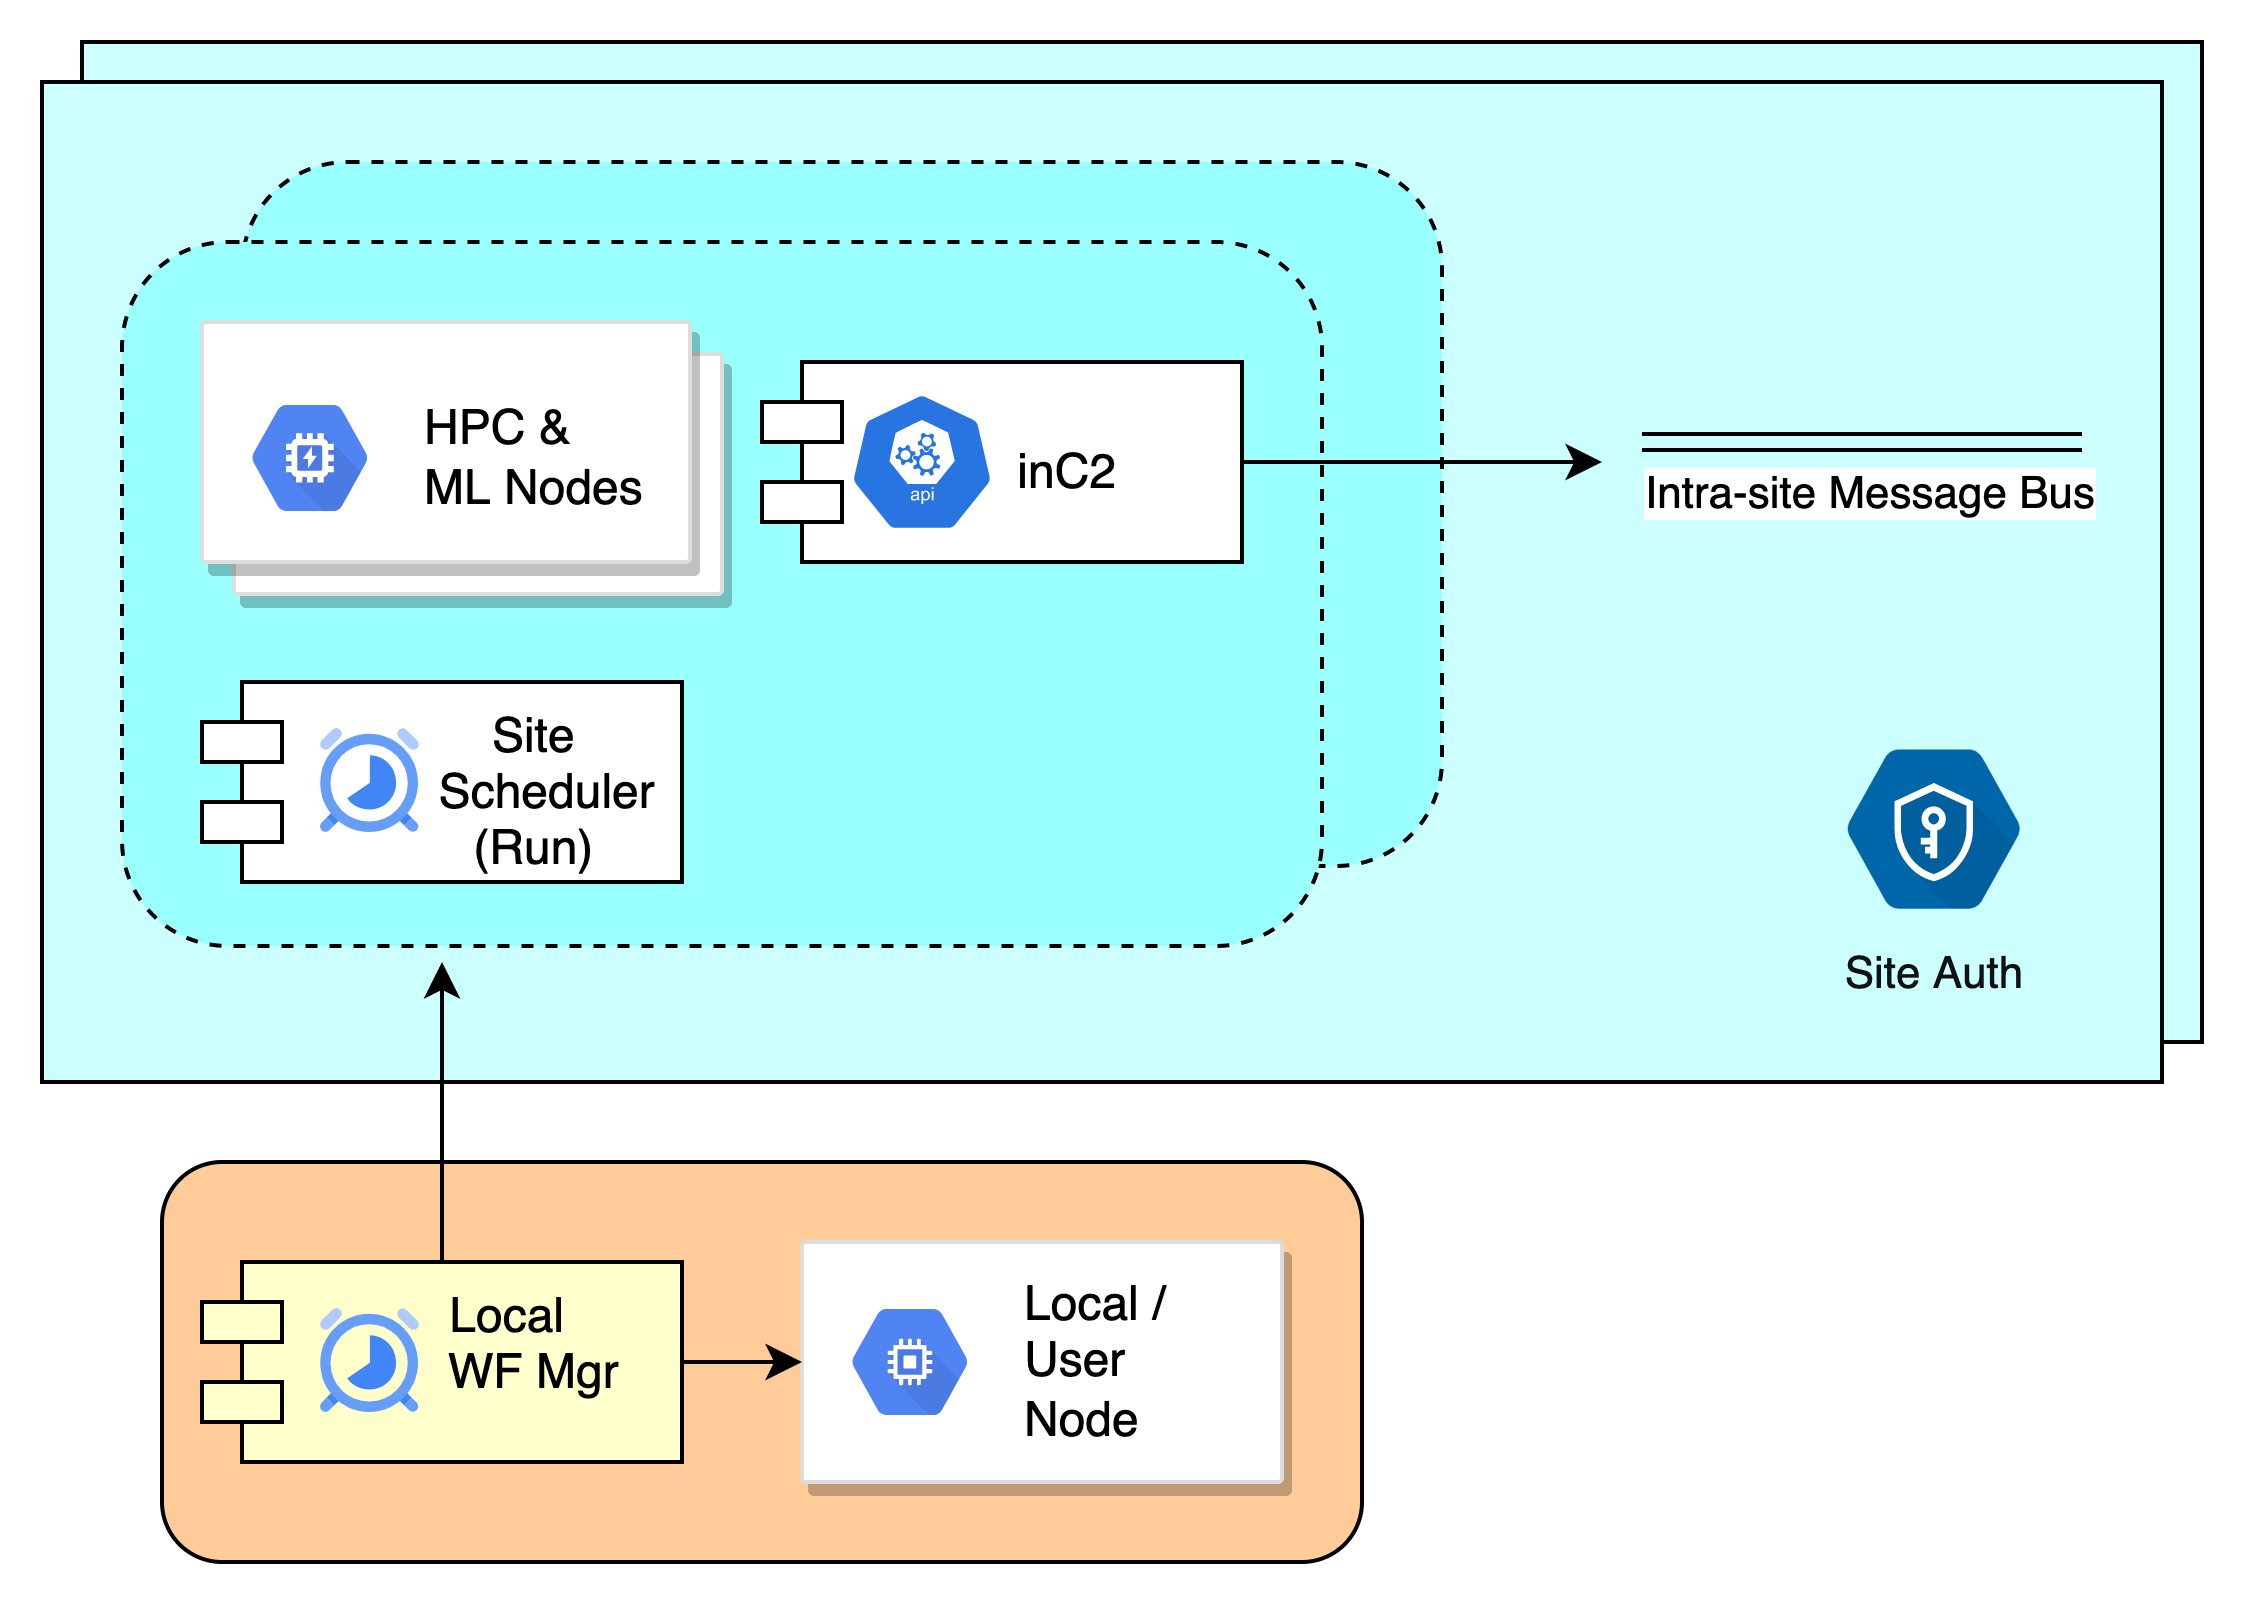 HPC &
ML Nodes
api
inC2
Intra-site Message Bus
Site
Scheduler
(Run)
Site Auth
Local
WF Mgr
Local /
User
Node